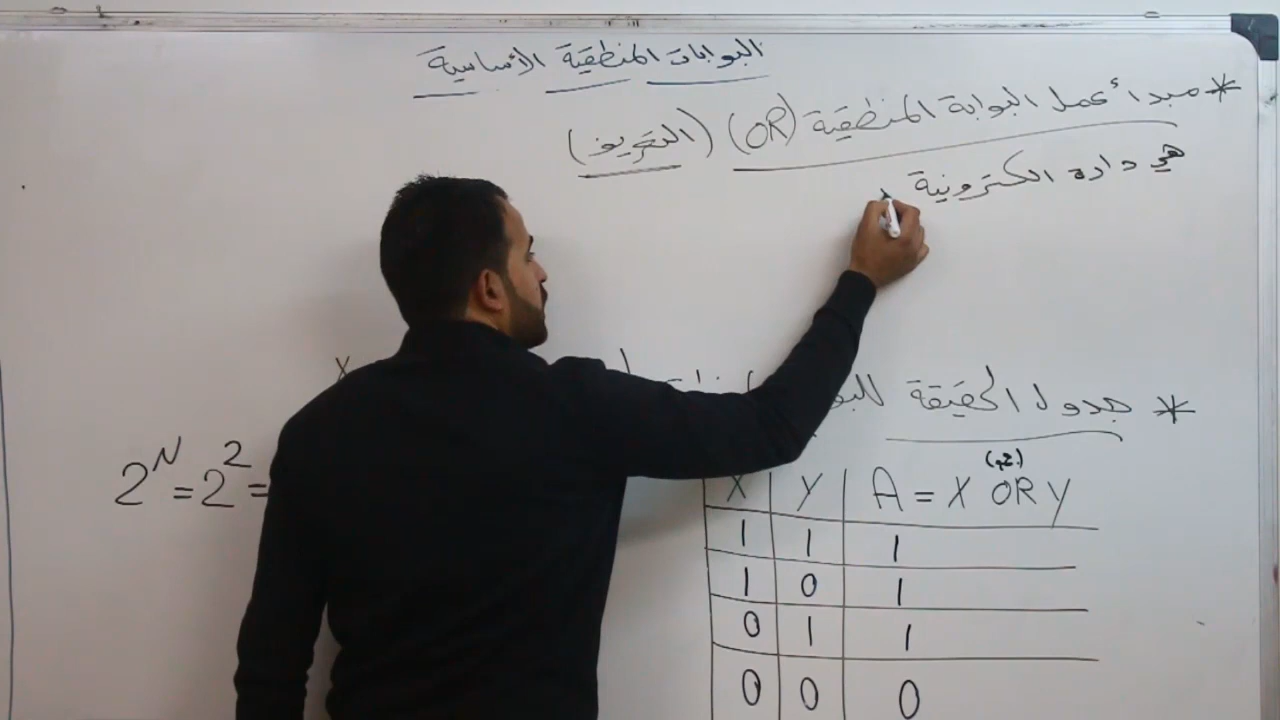 البوابات المنطقية الأساسية
* مبدأ عمل البوابة المنطقية (OR) (التعريف)
هي دارة الكترونية
* جدول الحقيقة
X
2^N = 2^2 =
X Y A = X OR Y
1 1 1
1 0 1
0 1 1
0 0 0